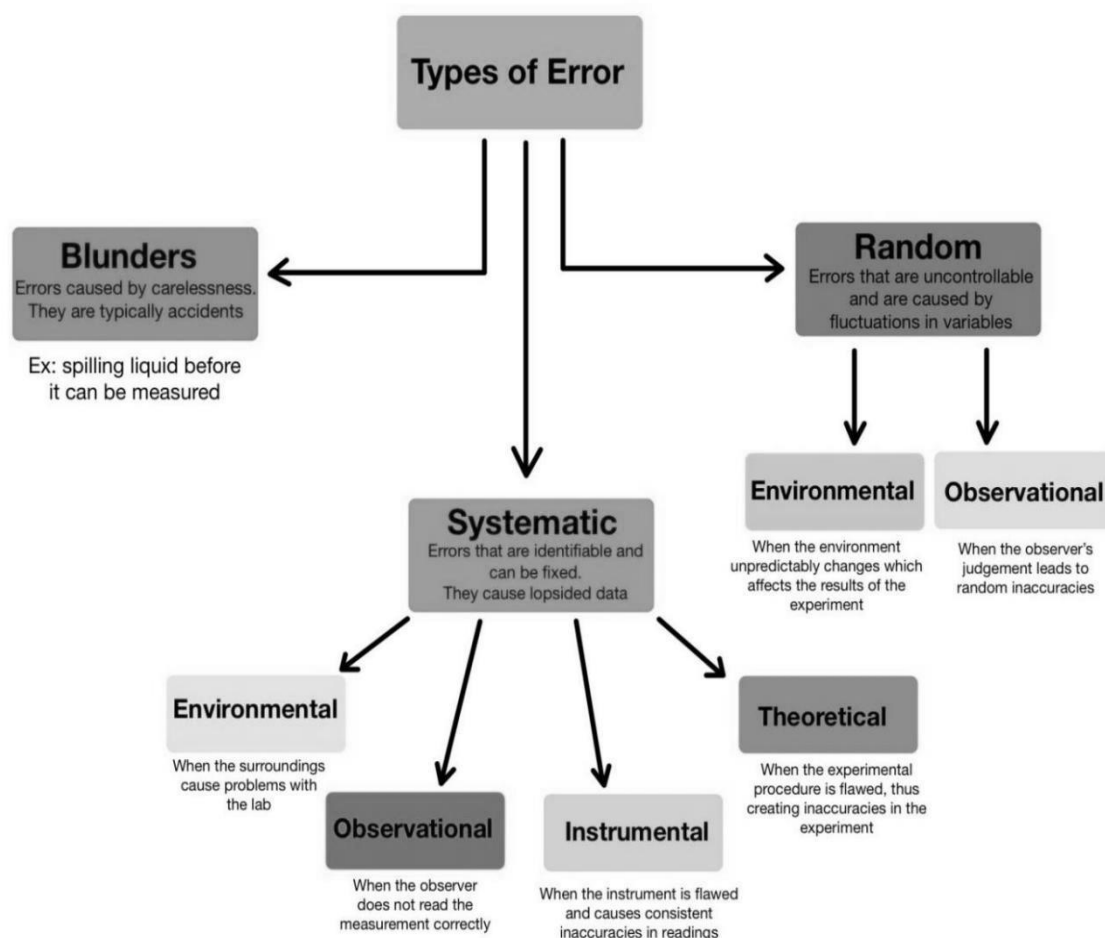 Types of Error
Blunders
Errors caused by carelessness.
They are typically accidents
Ex: spilling liquid before
it can be measured
Random
Errors that are uncontrollable
and are caused by
fluctuations in variables
Environmental
When the environment
unpredictably changes which
affects the results of the
experiment
Observational
When the observer's
judgement leads to
random inaccuracies
Systematic
Errors that are identifiable and
can be fixed.
They cause lopsided data
Environmental
When the surroundings
cause problems with
the lab
Observational
When the observer
does not read the
measurement correctly
Instrumental
When the instrument is flawed
and causes consistent
inaccuracies in readings
Theoretical
When the experimental
procedure is flawed, thus
creating inaccuracies in the
experiment